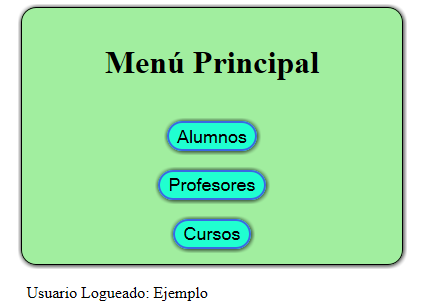 Menú Principal
Alumnos
Profesores
Cursos
Usuario Logueado: Ejemplo